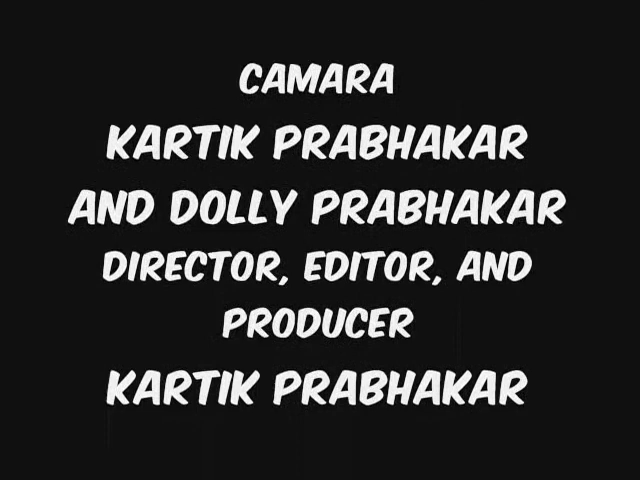 CAMARA
KARTIK PRABHAKAR
AND DOLLY PRABHAKAR
DIRECTOR, EDITOR, AND
PRODUCER
KARTIK PRABHAKAR